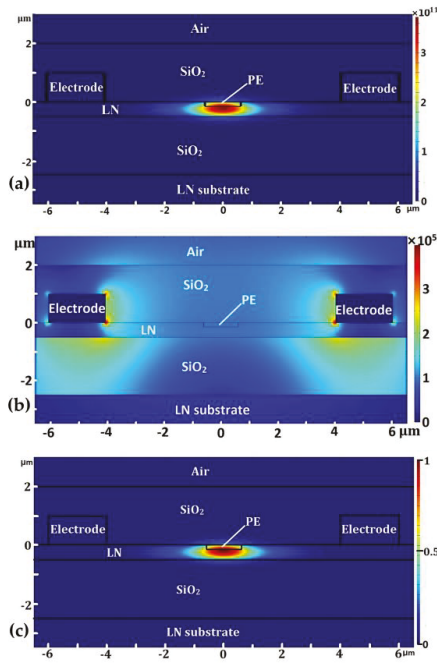 μm ×10¹¹
Air
2
SiO₂
3
PE
Electrode Electrode
2
0
LN
1
SiO₂
-2
(a) LN substrate
0
-6 -4 -2 0 2 4 6 μm
μm ×10⁵
Air
4
2
SiO₂
3
Electrode PE Electrode
0
2
LN
SiO₂
1
-2
(b) LN substrate
0
-6 -4 -2 0 2 4 6 μm
μm 1
Air
2
SiO₂
PE
Electrode Electrode
0.5
0
LN
SiO₂
-2
(c) LN substrate
0
-6 -4 -2 0 2 4 6 μm